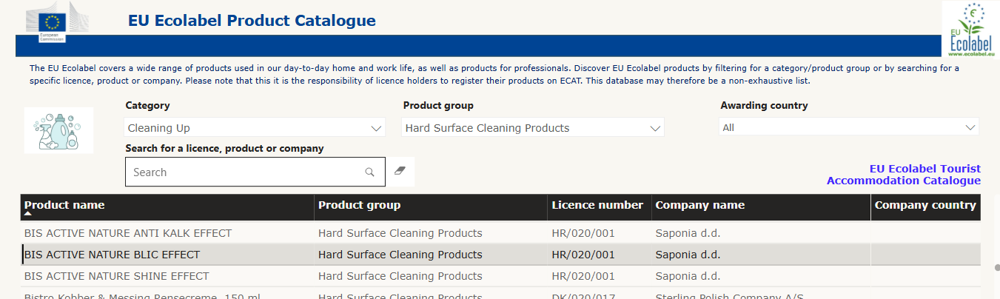 EU Ecolabel Product Catalogue
European
Commission
EU
Ecolabel
www.ecolabel.eu
The EU Ecolabel covers a wide range of products used in our day-to-day home and work life, as well as products for professionals. Discover EU Ecolabel products by filtering for a category/product group or by searching for a
specific licence, product or company. Please note that this it is the responsibility of licence holders to register their products on ECAT. This database may therefore be a non-exhaustive list.
Category Product group Awarding country
Cleaning Up Hard Surface Cleaning Products All
Search for a licence, product or company
Search
EU Ecolabel Tourist
Accommodation Catalogue
Product name Product group Licence number Company name Company country
BIS ACTIVE NATURE ANTI KALK EFFECT Hard Surface Cleaning Products HR/020/001 Saponia d.d.
BIS ACTIVE NATURE BLIC EFFECT Hard Surface Cleaning Products HR/020/001 Saponia d.d.
BIS ACTIVE NATURE SHINE EFFECT Hard Surface Cleaning Products HR/020/001 Saponia d.d.
Bistro Kobber & Messing Pensecreme, 150 ml Hard Surface Cleaning Products DK/020/017 Sterling Polish Company A/S